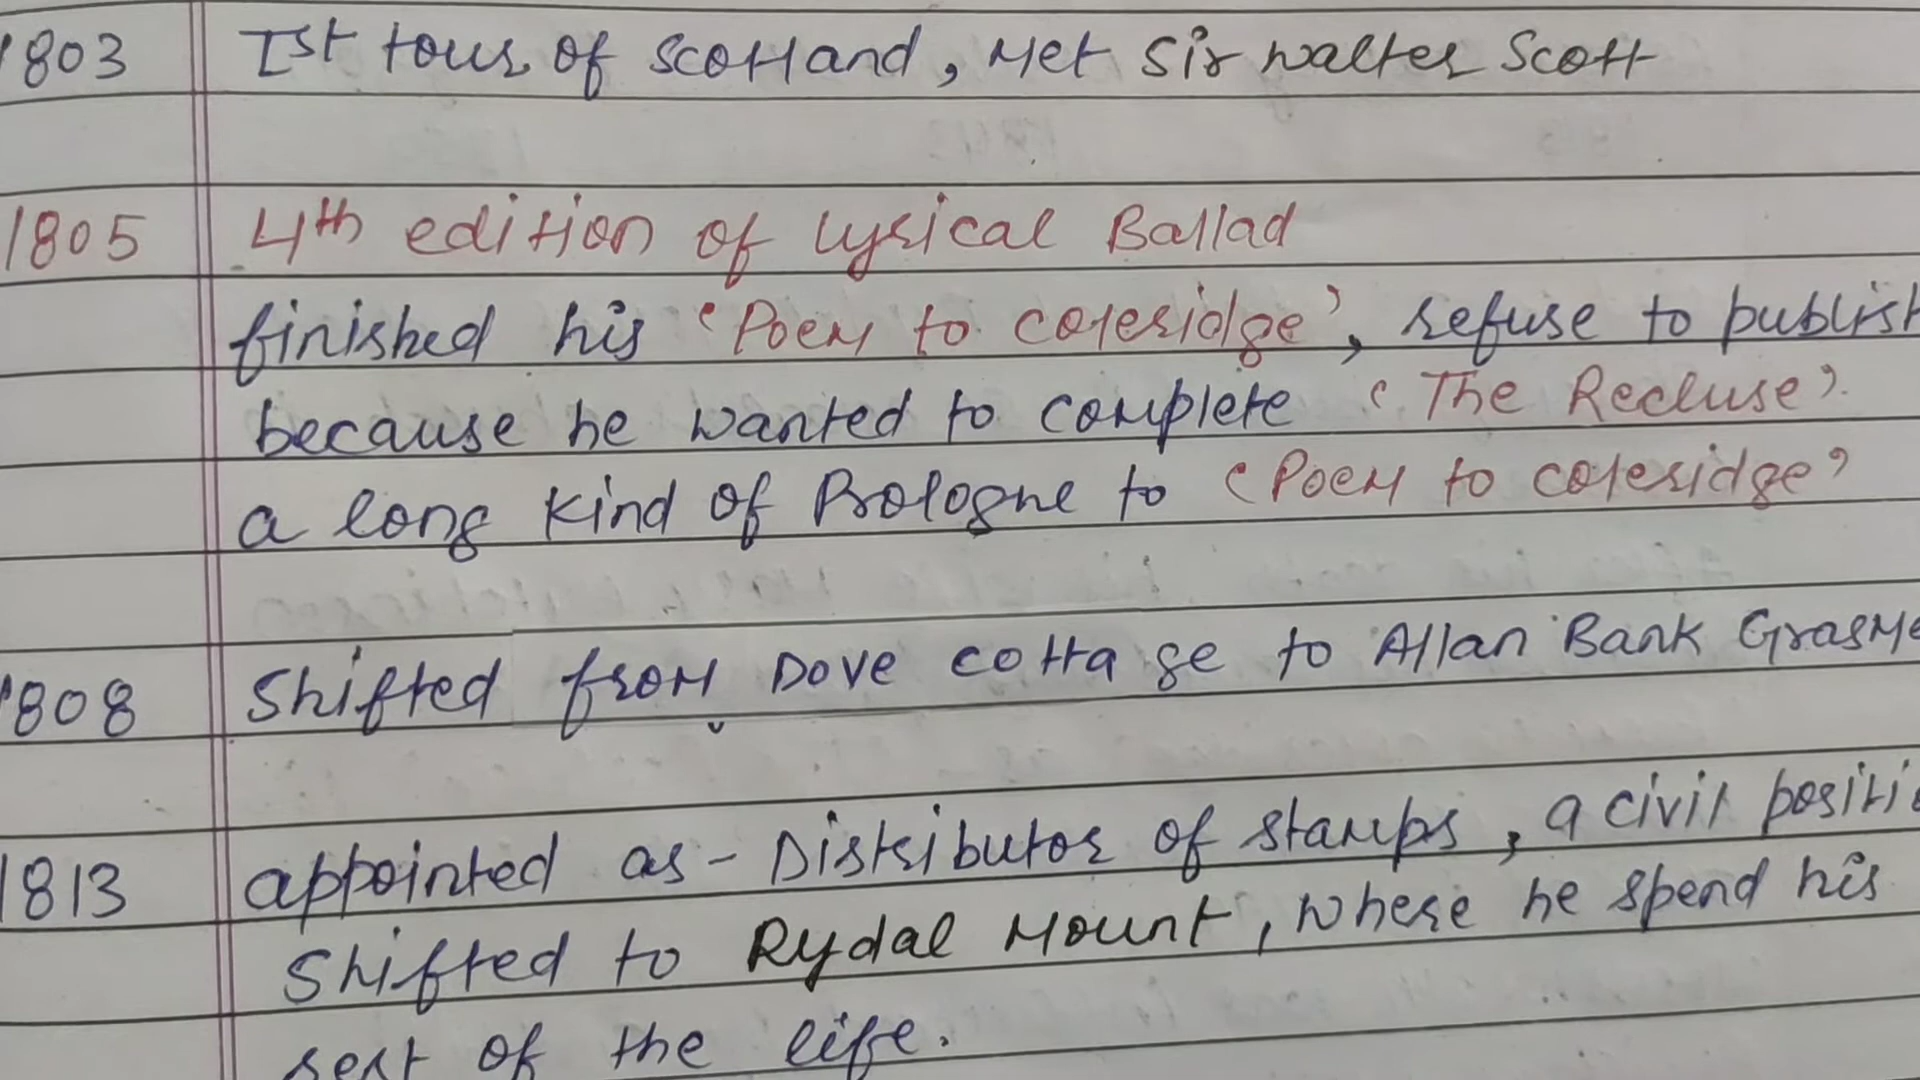 1803 Ist tour of Scotland, Met Sir Walter Scott
1805 4th edition of Lyrical Ballad
finished his 'Poem to Coleridge', refuse to publish
because he wanted to complete 'The Recluse'.
a long kind of Prologue to 'Poem to Coleridge'
1808 Shifted from Dove Cottage to Allan Bank Grasme
1813 appointed as - Distributor of stamps, a civil positi
Shifted to Rydal Mount, where he spend his
rest of the life.